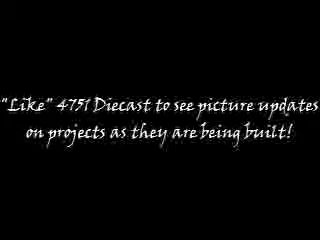 "Like" 4751 Diecast to see picture updates
on projects as they are being built!